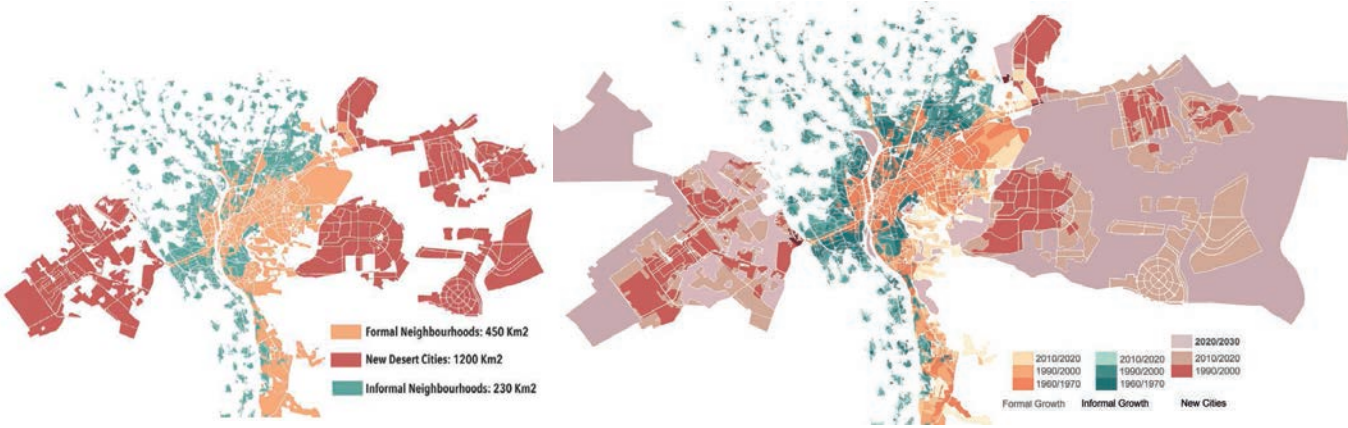 Formal Neighbourhoods: 450 Km2
New Desert Cities: 1200 Km2
Informal Neighbourhoods: 230 Km2
2010/2020
1990/2000
1960/1970
Formal Growth
2010/2020
1990/2000
1960/1970
Informal Growth
2020/2030
2010/2020
1990/2000
New Cities